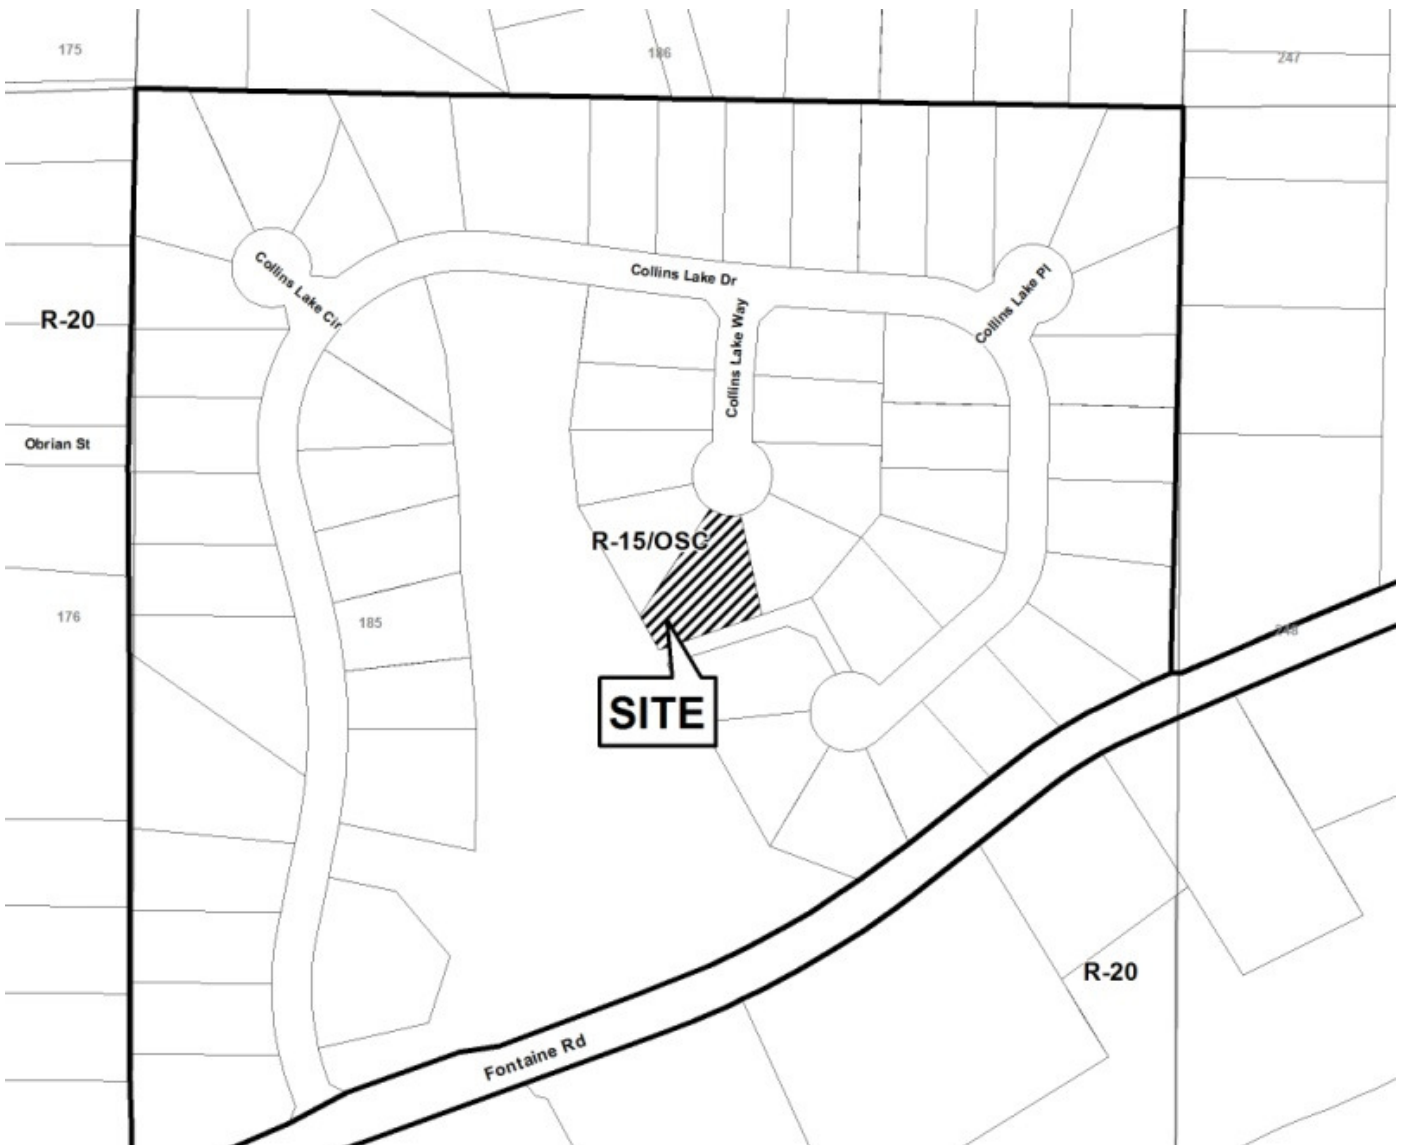 175
186
247
Collins Lake Cir
Collins Lake Dr
Collins Lake Pl
R-20
Collins Lake Way
Obrian St
R-15/OSC
176
185
248
SITE
R-20
Fontaine Rd